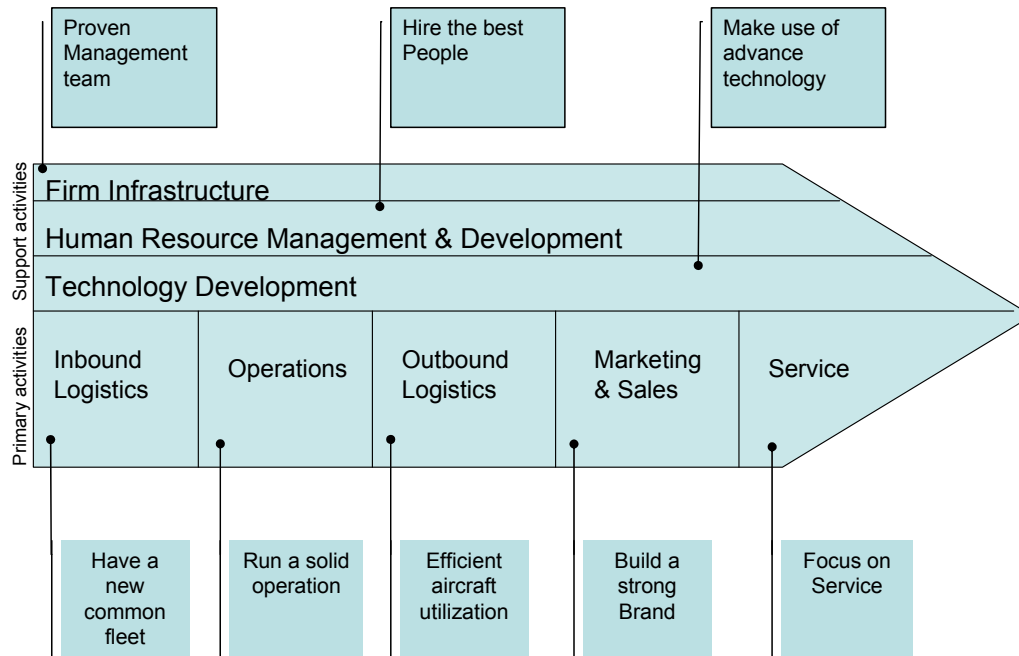 Proven
Management
team
Hire the best
People
Make use of
advance
technology
Support activities
Firm Infrastructure
Human Resource Management & Development
Technology Development
Primary activities
Inbound
Logistics
Operations
Outbound
Logistics
Marketing
& Sales
Service
Have a
new
common
fleet
Run a solid
operation
Efficient
aircraft
utilization
Build a
strong
Brand
Focus on
Service